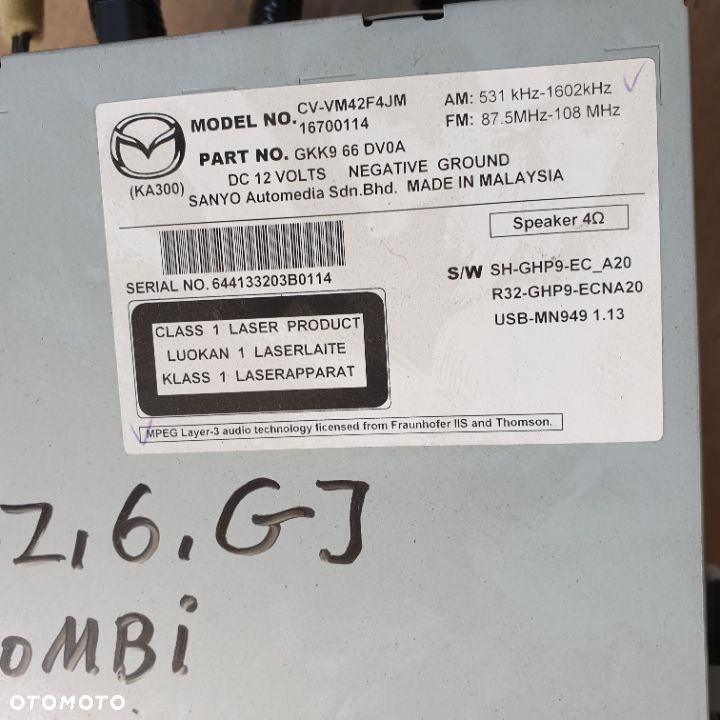 MODEL NO. CV-VM42F4JM
16700114
AM: 531 kHz-1602kHz
FM: 87.5MHz-108 MHz
PART NO. GKK9 66 DV0A
(KA300)
DC 12 VOLTS NEGATIVE GROUND
SANYO Automedia Sdn.Bhd. MADE IN MALAYSIA
Speaker 4Ω
SERIAL NO. 644133203B0114
S/W SH-GHP9-EC_A20
R32-GHP9-ECNA20
USB-MN949 1.13
CLASS 1 LASER PRODUCT
LUOKAN 1 LASERLAITE
KLASS 1 LASERAPPARAT
MPEG Layer-3 audio technology licensed from Fraunhofer IIS and Thomson.
Z,6,GJ
OMBi
OTOMOTO